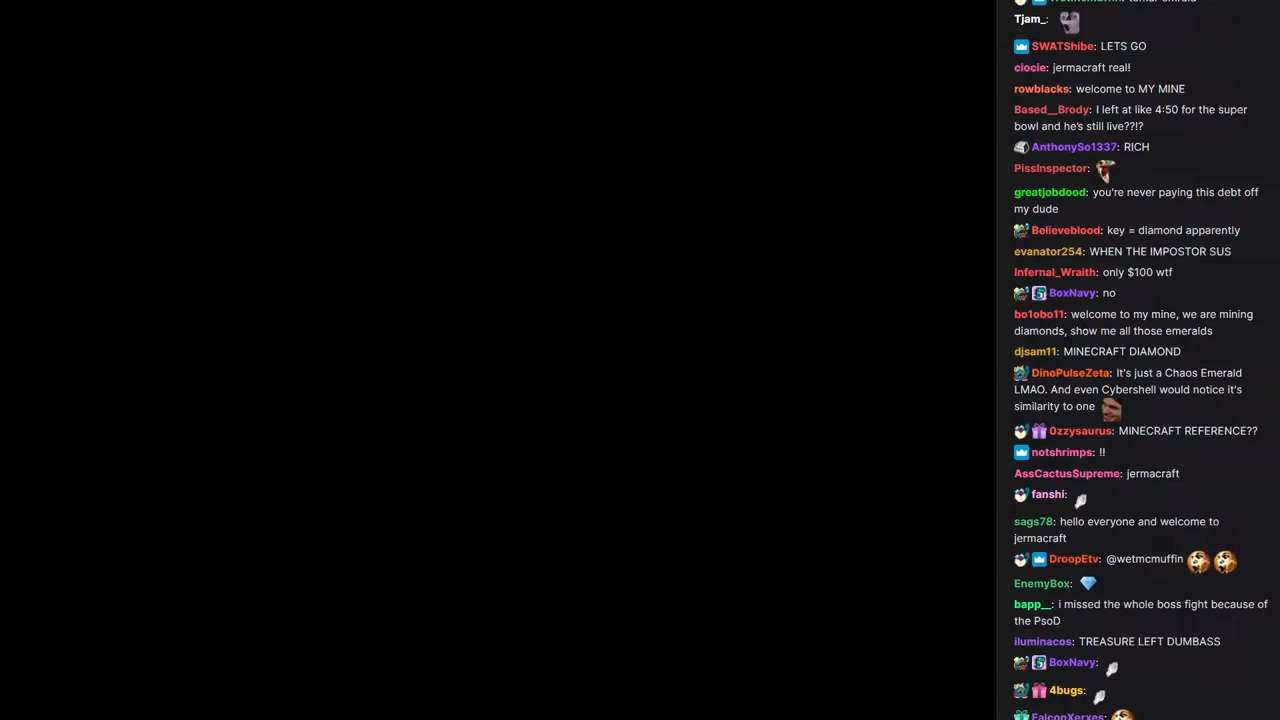 Tjam_:
SWATShibe: LETS GO
ciocie: jermacraft real!
rowblacks: welcome to MY MINE
Based__Brody: I left at like 4:50 for the super
bowl and he's still live??!?
AnthonySo1337: RICH
PissInspector:
greatjobdood: you're never paying this debt off
my dude
Believeblood: key = diamond apparently
evanator254: WHEN THE IMPOSTOR SUS
Infernal_Wraith: only $100 wtf
BoxNavy: no
bo1obo11: welcome to my mine, we are mining
diamonds, show me all those emeralds
djsam11: MINECRAFT DIAMOND
DinoPulseZeta: It's just a Chaos Emerald
LMAO. And even Cybershell would notice it's
similarity to one
0zzysaurus: MINECRAFT REFERENCE??
notshrimps: !!
AssCactusSupreme: jermacraft
fanshi:
sags78: hello everyone and welcome to
jermacraft
DroopEtv: @wetmcmuffin
EnemyBox:
bapp__: i missed the whole boss fight because of
the PsoD
iluminacos: TREASURE LEFT DUMBASS
BoxNavy:
4bugs:
FalconXerxes: